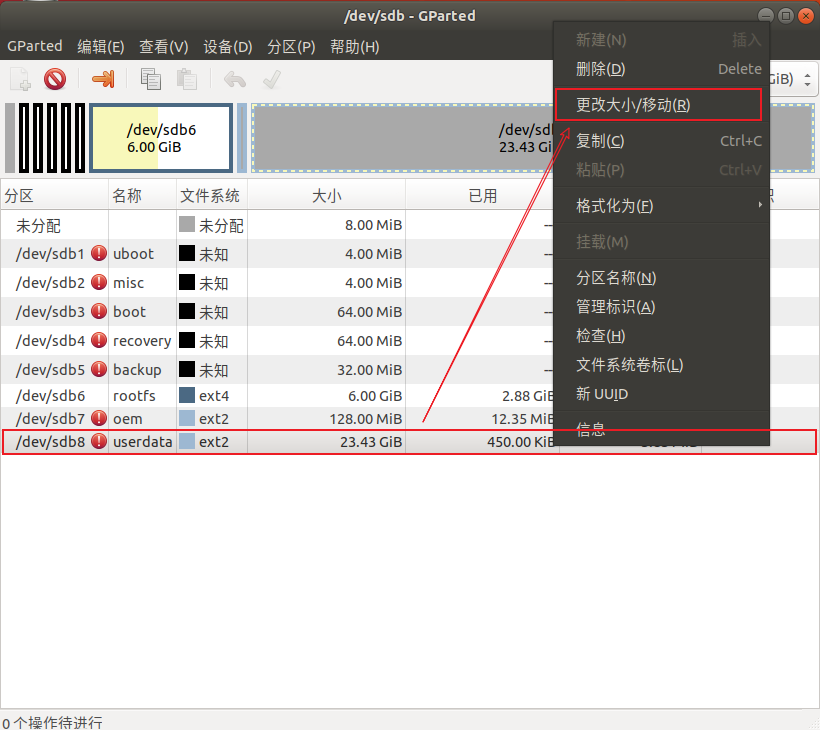 /dev/sdb - GParted
GParted 编辑(E) 查看(V) 设备(D) 分区(P) 帮助(H)
GiB)
/dev/sdb6
6.00 GiB
/dev/sdb
23.43 Gi
分区 名称 文件系统 大小 已用
未分配 未分配 8.00 MiB
/dev/sdb1 uboot 未知 4.00 MiB --
/dev/sdb2 misc 未知 4.00 MiB --
/dev/sdb3 boot 未知 64.00 MiB --
/dev/sdb4 recovery 未知 64.00 MiB --
/dev/sdb5 backup 未知 32.00 MiB --
/dev/sdb6 rootfs ext4 6.00 GiB 2.88 GiB
/dev/sdb7 oem ext2 128.00 MiB 12.35 MiB
/dev/sdb8 userdata ext2 23.43 GiB 450.00 KiB
新建(N) 插入
删除(D) Delete
更改大小/移动(R)
复制(C) Ctrl+C
粘贴(P) Ctrl+V
格式化为(F)
挂载(M)
分区名称(N)
管理标识(A)
检查(H)
文件系统卷标(L)
新 UUID
信息
0 个操作待进行